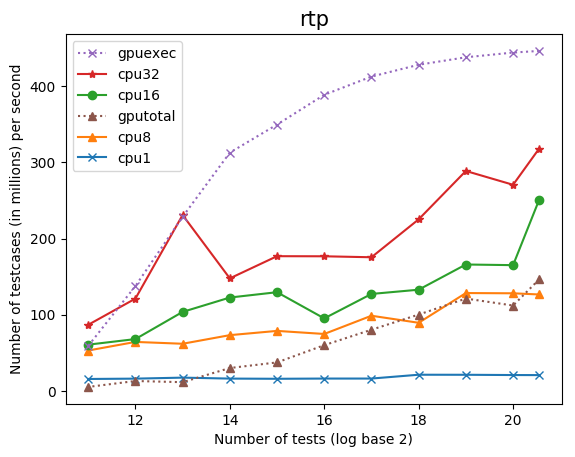 rtp
gpuexec
cpu32
cpu16
gputotal
cpu8
cpu1
Number of testcases (in millions) per second
400
300
200
100
0
12
14
16
18
20
Number of tests (log base 2)